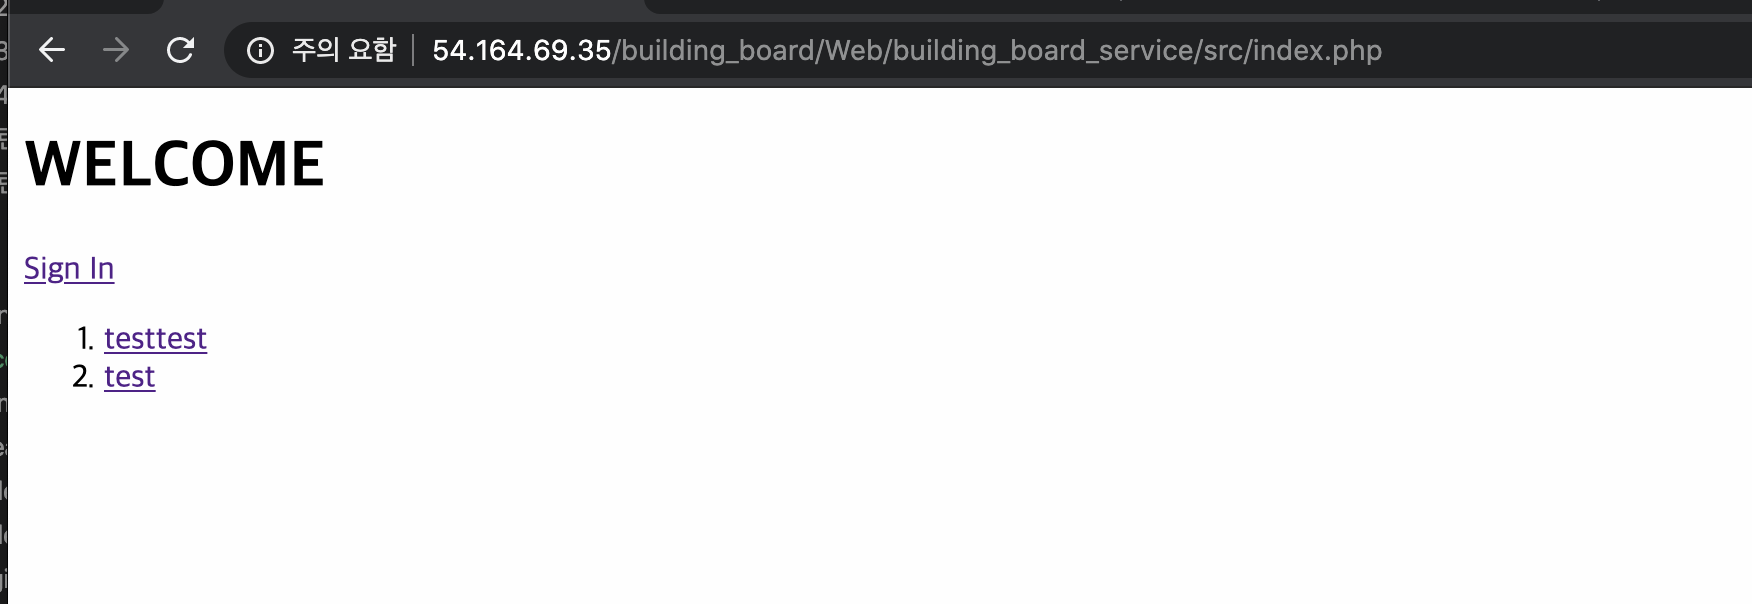 주의 요함 54.164.69.35/building_board/Web/building_board_service/src/index.php
WELCOME
Sign In
1. testtest
2. test